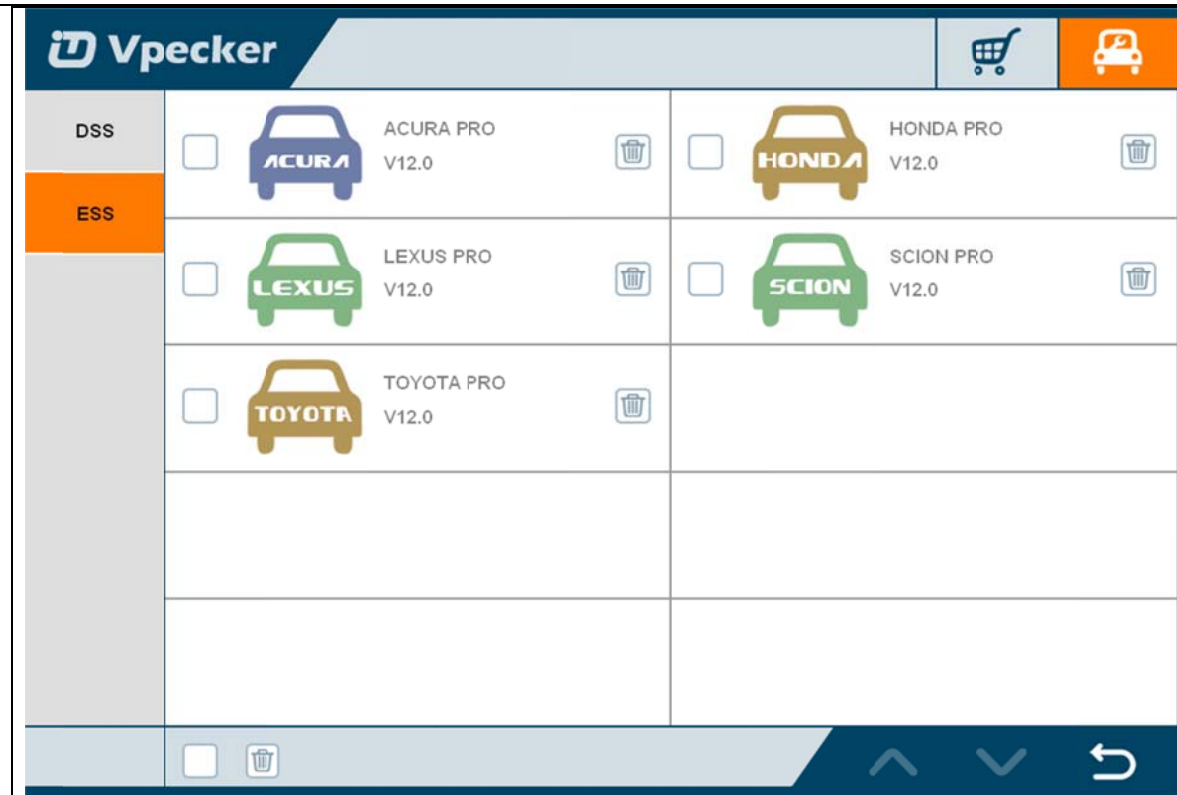 Vpecker
DSS
ESS
ACURA
ACURA PRO
V12.0
HONDA
HONDA PRO
V12.0
LEXUS
LEXUS PRO
V12.0
SCION
SCION PRO
V12.0
TOYOTA
TOYOTA PRO
V12.0